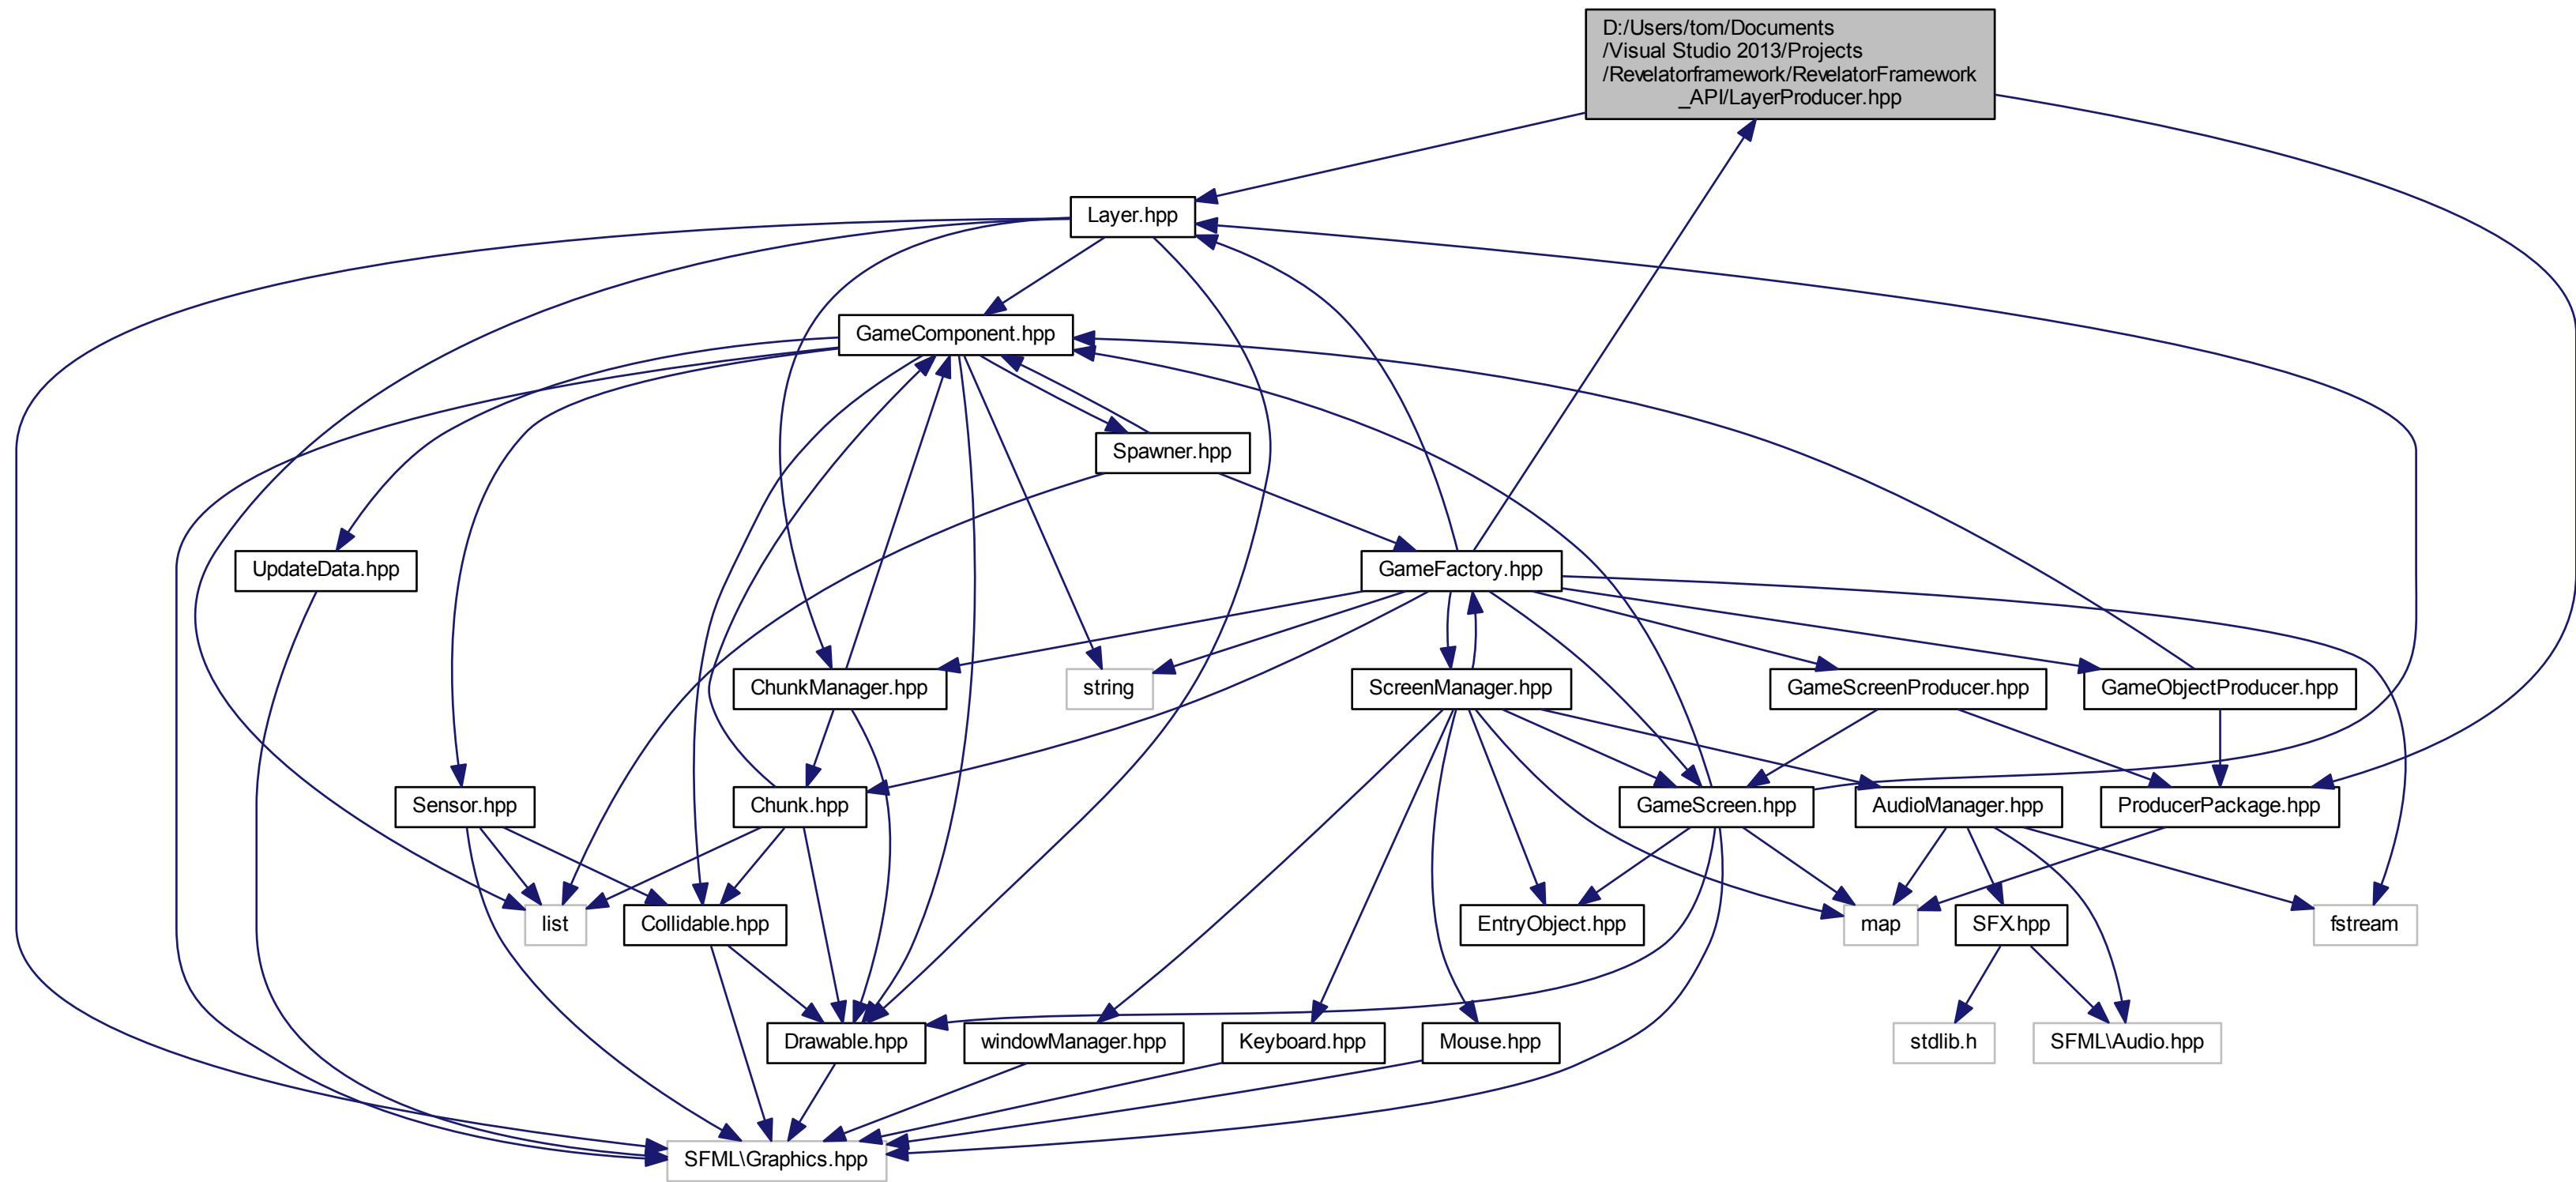 D:/Users/tom/Documents
/Visual Studio 2013/Projects
/Revelatorframework/RevelatorFramework
_API/LayerProducer.hpp
Layer.hpp
GameComponent.hpp
Spawner.hpp
UpdateData.hpp
GameFactory.hpp
ChunkManager.hpp
string
ScreenManager.hpp
GameScreenProducer.hpp
GameObjectProducer.hpp
Sensor.hpp
Chunk.hpp
GameScreen.hpp
AudioManager.hpp
ProducerPackage.hpp
list
Collidable.hpp
EntryObject.hpp
map
SFX.hpp
fstream
Drawable.hpp
windowManager.hpp
Keyboard.hpp
Mouse.hpp
stdlib.h
SFML\Audio.hpp
SFML\Graphics.hpp